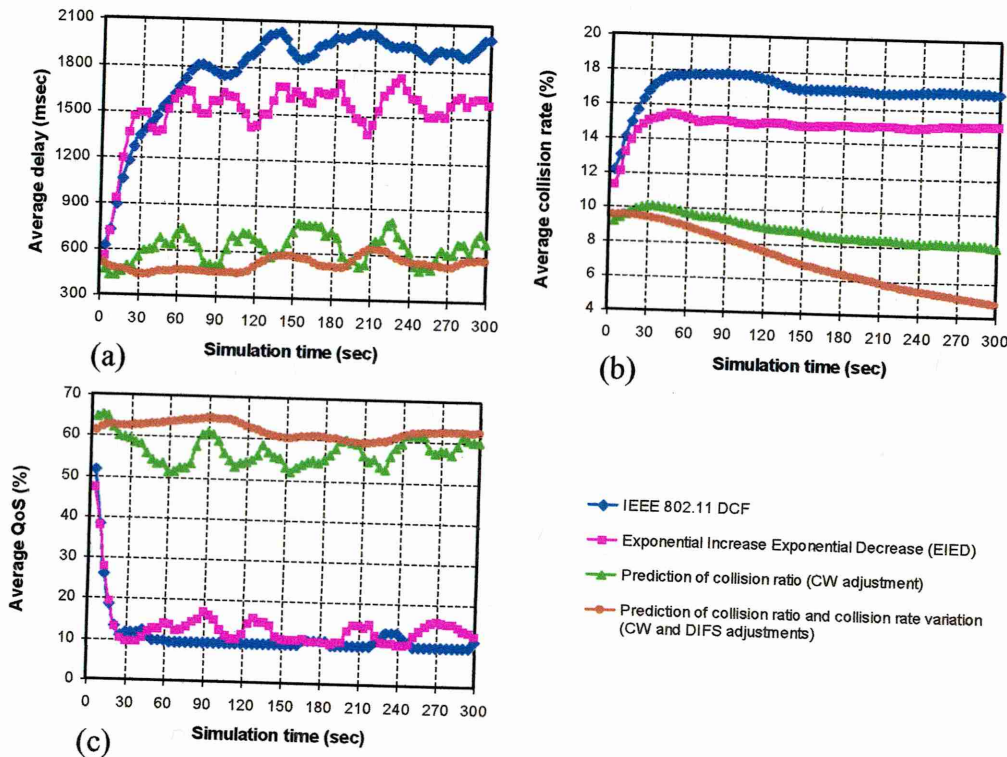 2100
1800
1500
1200
900
600
300
Average delay (msec)
0 30 60 90 120 150 180 210 240 270 300
Simulation time (sec)
(a)
20
18
16
14
12
10
8
6
4
Average collision rate (%)
0 30 60 90 120 150 180 210 240 270 300
Simulation time (sec)
(b)
70
60
50
40
30
20
10
0
Average QoS (%)
0 30 60 90 120 150 180 210 240 270 300
Simulation time (sec)
(c)
IEEE 802.11 DCF
Exponential Increase Exponential Decrease (EIED)
Prediction of collision ratio (CW adjustment)
Prediction of collision ratio and collision rate variation
(CW and DIFS adjustments)